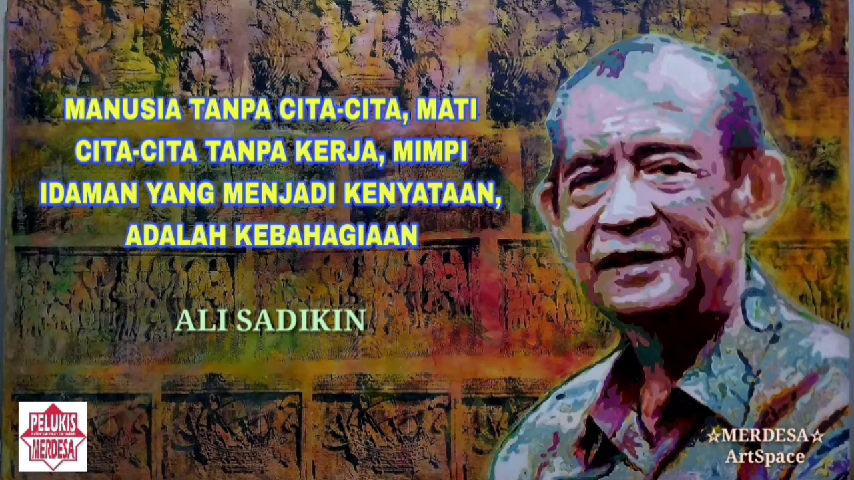 MANUSIA TANPA CITA-CITA, MATI
CITA-CITA TANPA KERJA, MIMPI
IDAMAN YANG MENJADI KENYATAAN,
ADALAH KEBAHAGIAAN
ALI SADIKIN
PELUKIS
MERDESA
☆MERDESA☆
ArtSpace